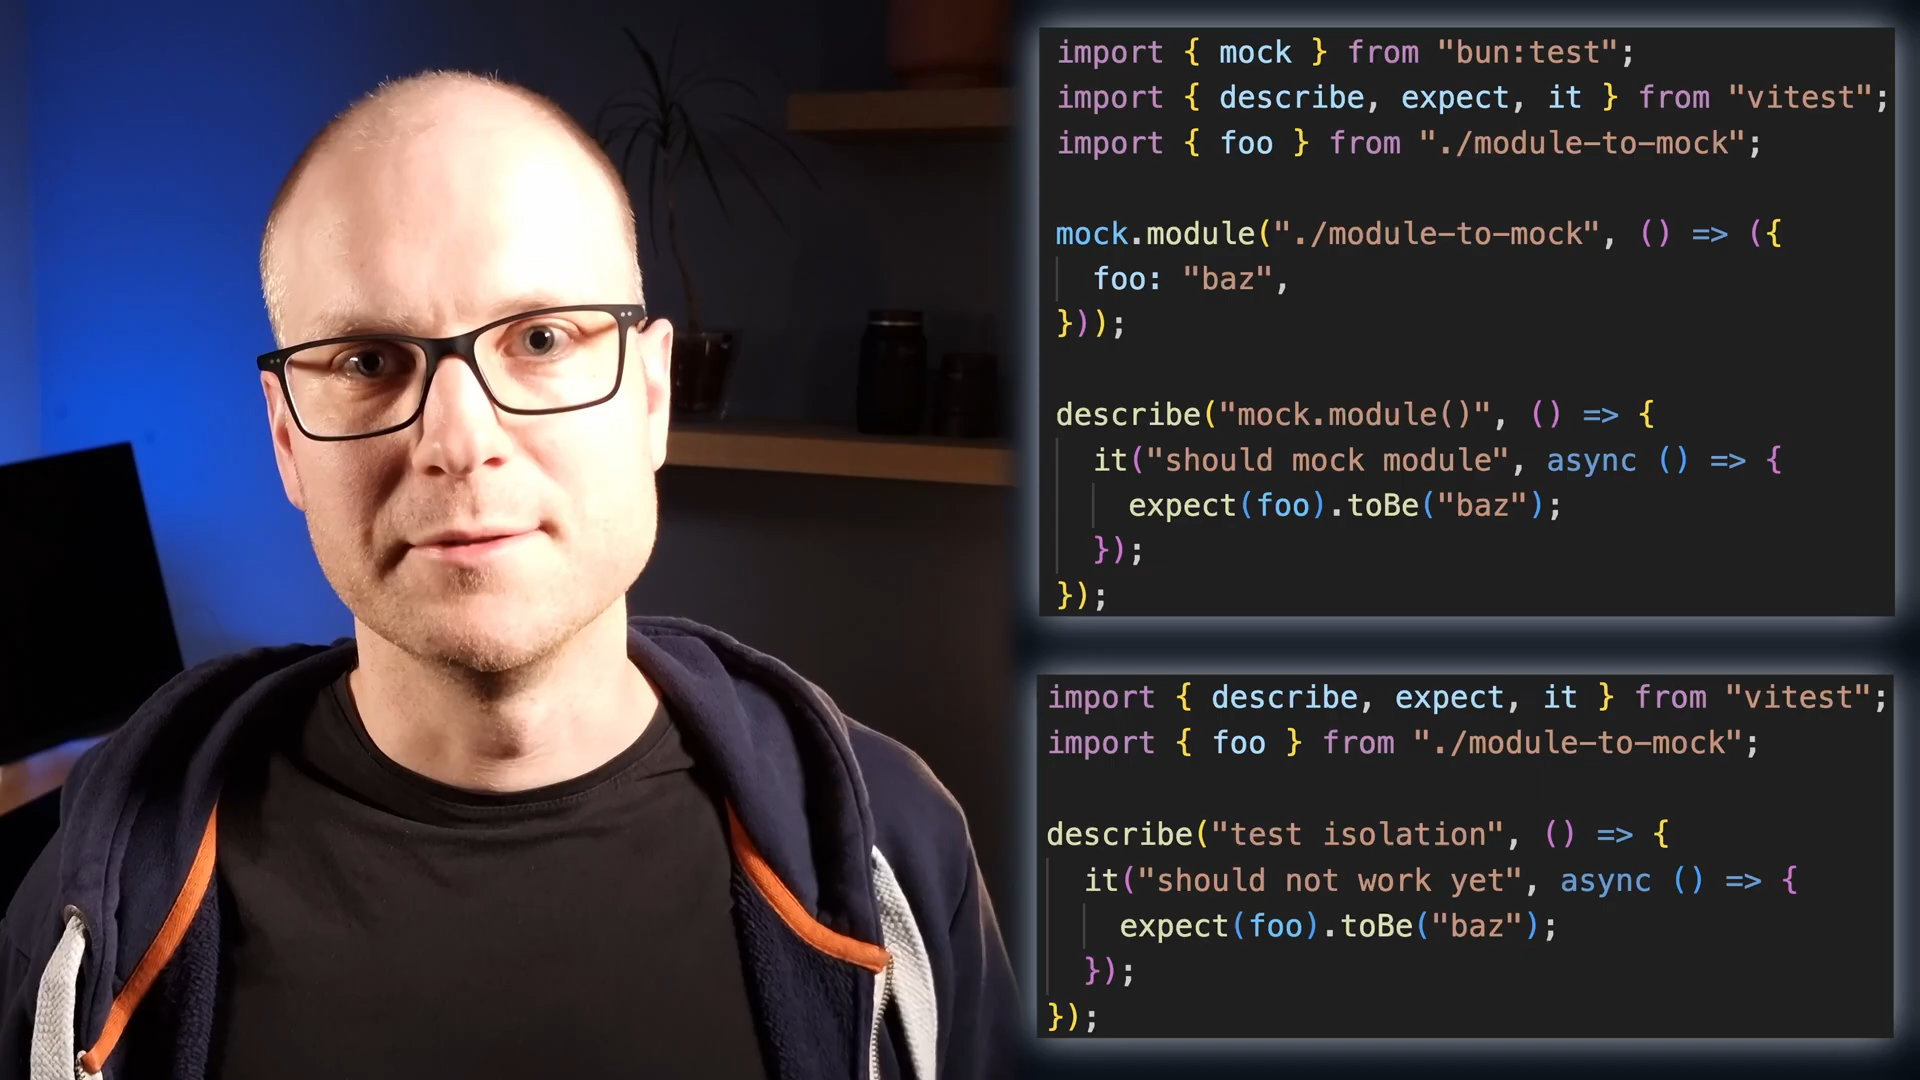 import { mock } from "bun:test";
import { describe, expect, it } from "vitest";
import { foo } from "./module-to-mock";
mock.module("./module-to-mock", () => ({
  foo: "baz",
}));
describe("mock.module()", () => {
  it("should mock module", async () => {
    expect(foo).toBe("baz");
  });
});
import { describe, expect, it } from "vitest";
import { foo } from "./module-to-mock";
describe("test isolation", () => {
  it("should not work yet", async () => {
    expect(foo).toBe("baz");
  });
});